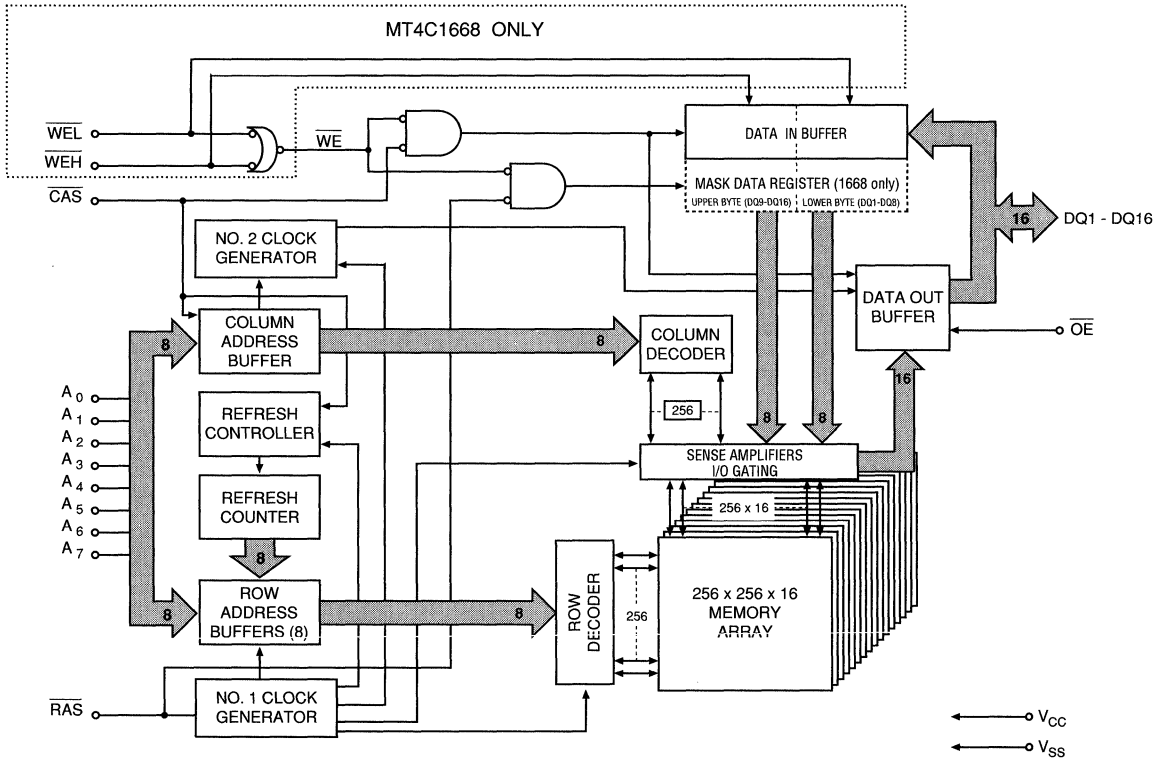 MT4C1668 ONLY
WEL
WEH
WE
CAS
DATA IN BUFFER
MASK DATA REGISTER (1668 only)
UPPER BYTE (DQ9-DQ16)
LOWER BYTE (DQ1-DQ8)
16
DQ1 - DQ16
NO. 2 CLOCK
GENERATOR
DATA OUT
BUFFER
OE
COLUMN
ADDRESS
BUFFER
8
8
COLUMN
DECODER
16
256
8
8
A0
A1
A2
A3
A4
A5
A6
A7
REFRESH
CONTROLLER
SENSE AMPLIFIERS
I/O GATING
REFRESH
COUNTER
256 x 16
8
ROW
ADDRESS
BUFFERS (8)
8
8
ROW
DECODER
256
256 x 256 x 16
MEMORY
ARRAY
RAS
NO. 1 CLOCK
GENERATOR
VCC
VSS